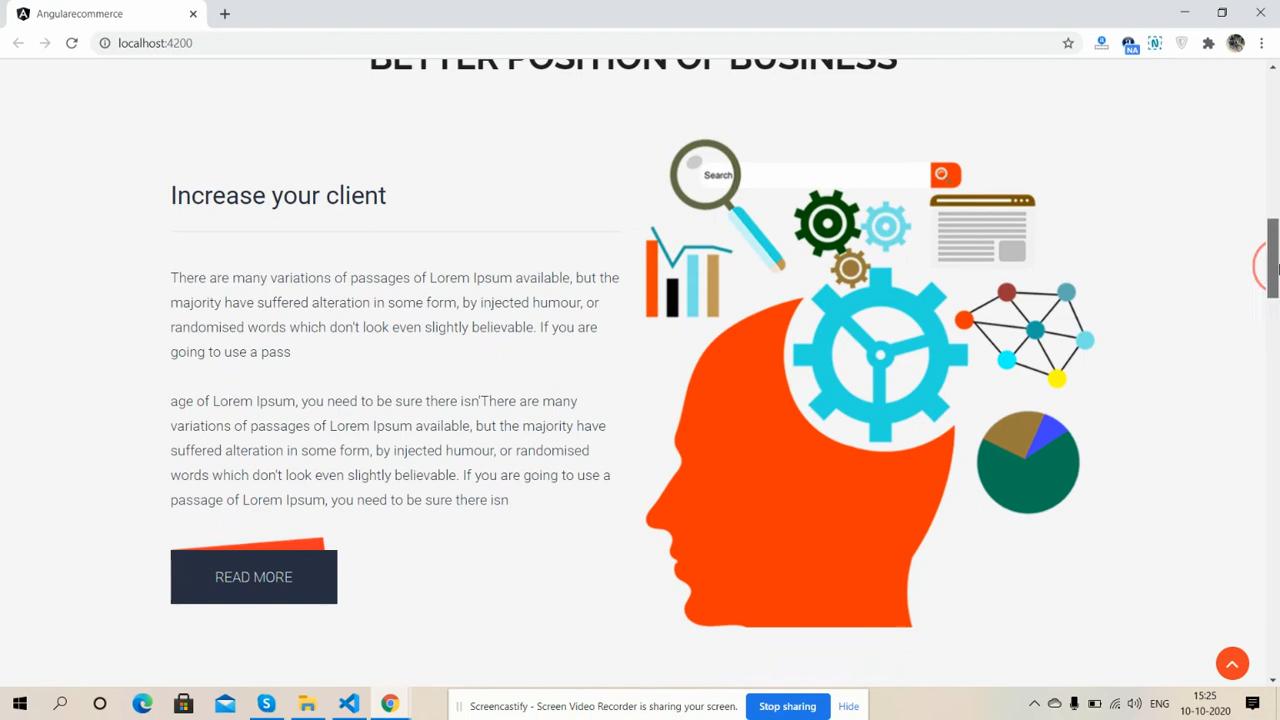 Angularecommerce
localhost:4200
NA
BETTER POSITION OF BUSINESS
Search
Increase your client
There are many variations of passages of Lorem Ipsum available, but the
majority have suffered alteration in some form, by injected humour, or
randomised words which don't look even slightly believable. If you are
going to use a pass
age of Lorem Ipsum, you need to be sure there isn'There are many
variations of passages of Lorem Ipsum available, but the majority have
suffered alteration in some form, by injected humour, or randomised
words which don't look even slightly believable. If you are going to use a
passage of Lorem Ipsum, you need to be sure there isn
READ MORE
Screencastify - Screen Video Recorder is sharing your screen.
Stop sharing
Hide
ENG
15:25
10-10-2020